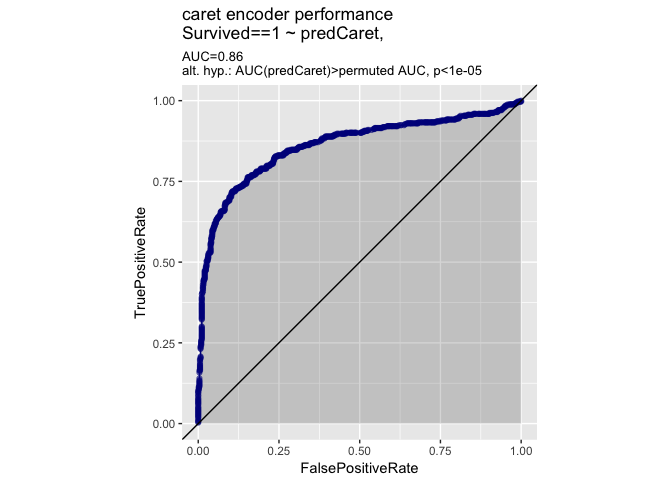 caret encoder performance
Survived==1 ~ predCaret,
AUC=0.86
alt. hyp.: AUC(predCaret)>permuted AUC, p<1e-05
1.00
0.75
0.50
0.25
0.00
TruePositiveRate
0.00 0.25 0.50 0.75 1.00
FalsePositiveRate